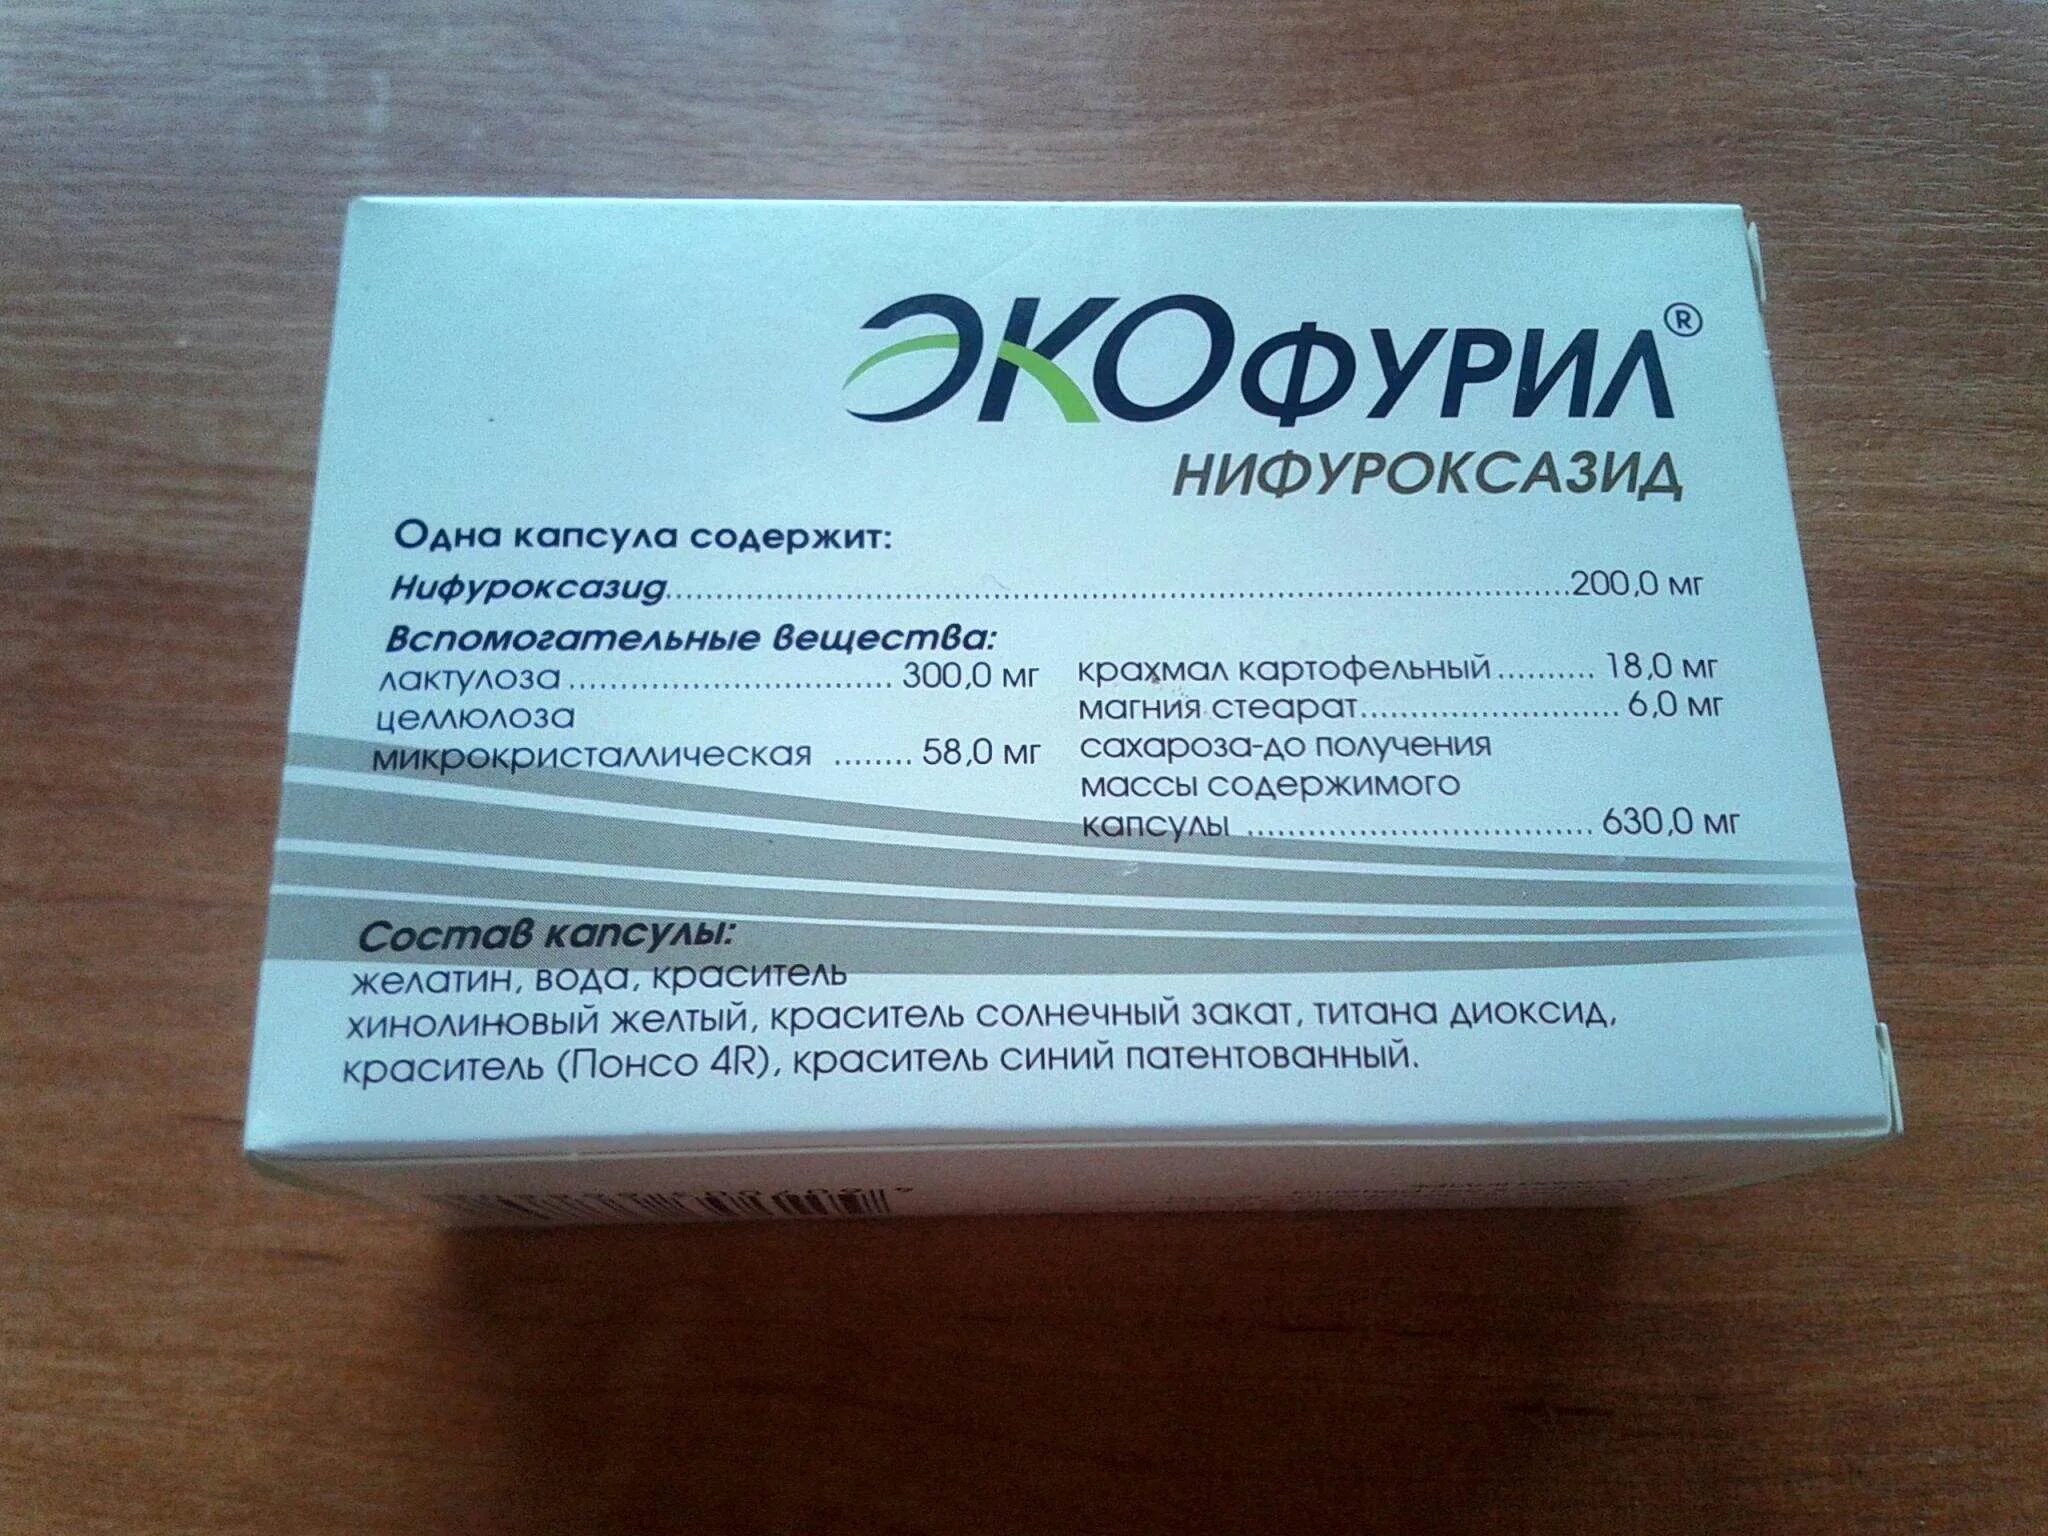 ЭКОФУРИЛ®
НИФУРОКСАЗИД
Одна капсула содержит:
Нифуроксазид....................200,0 мг
Вспомогательные вещества:
лактулоза.................... 300,0 мг
целлюлоза
микрокристаллическая ........ 58,0 мг
крахмал картофельный.......... 18,0 мг
магния стеарат.................... 6,0 мг
сахароза-до получения
массы содержимого
капсулы .................... 630,0 мг
Состав капсулы:
желатин, вода, краситель
хинолиновый желтый, краситель солнечный закат, титана диоксид,
краситель (Понсо 4R), краситель синий патентованный.